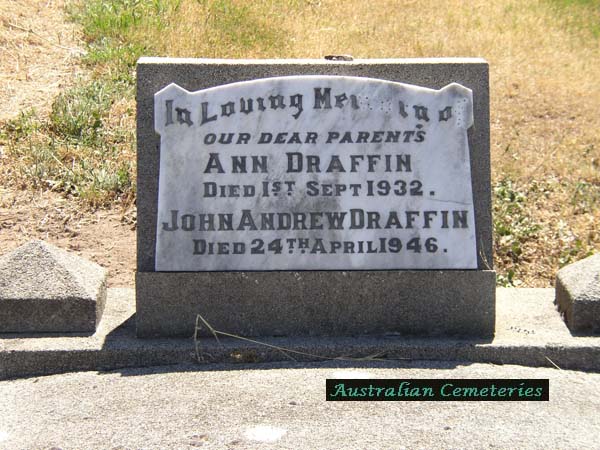 In Loving Memory of
OUR DEAR PARENTS
ANN DRAFFIN
DIED 1ST SEPT 1932.
JOHN ANDREW DRAFFIN
DIED 24TH APRIL 1946.
Australian Cemeteries